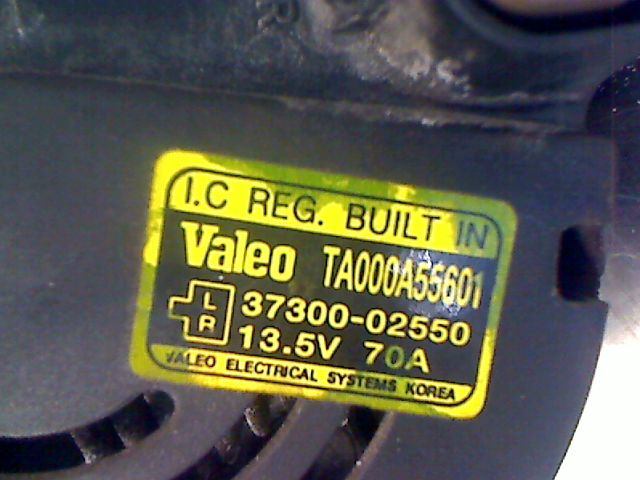 I.C REG. BUILT IN
Valeo TA000A55601
L 37300-02550
R 13.5V 70A
VALEO ELECTRICAL SYSTEMS KOREA